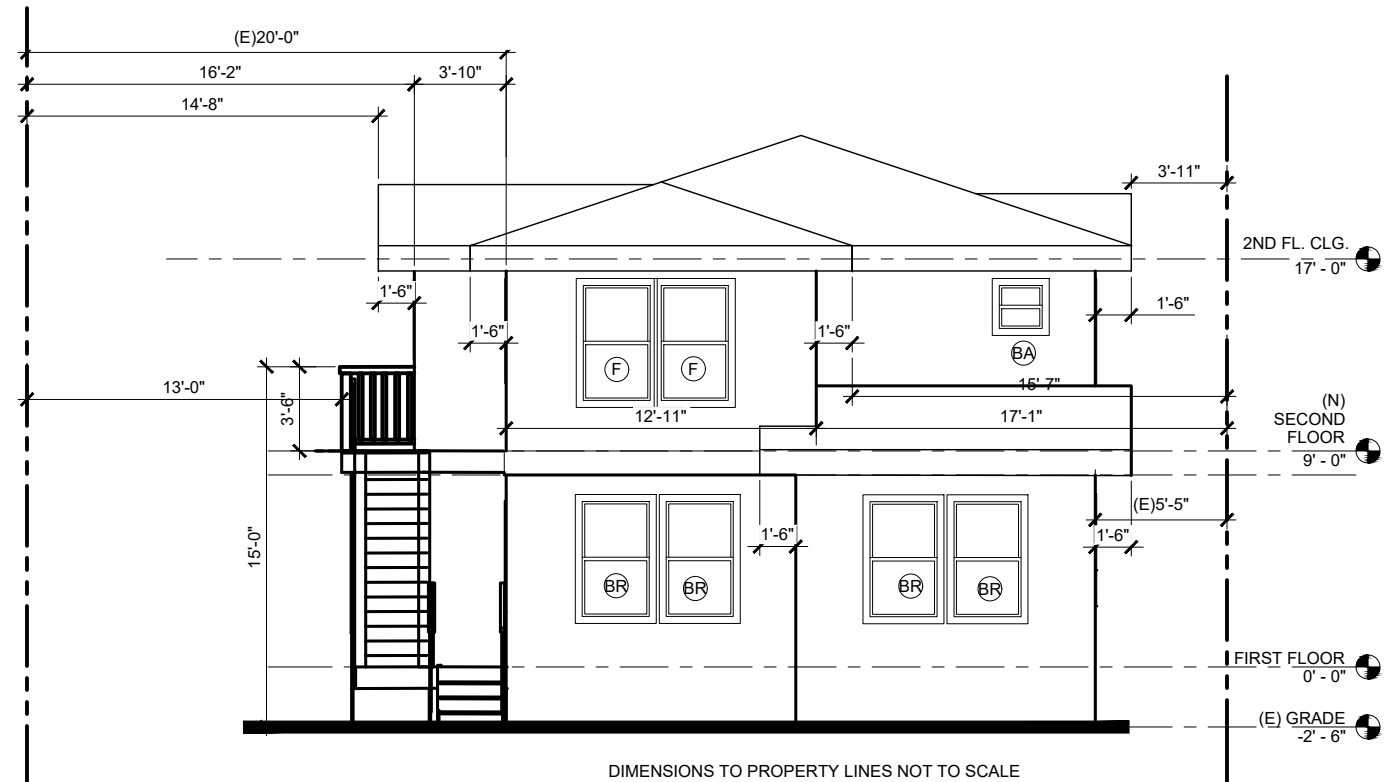 (E)20'-0"
16'-2"
3'-10"
14'-8"
3'-11"
2ND FL. CLG.
17' - 0"
1'-6"
1'-6"
1'-6"
1'-6"
F
F
BA
13'-0"
3'-6"
15'-7"
12'-11"
17'-1"
(N)
SECOND
FLOOR
9' - 0"
(E)5'-5"
1'-6"
1'-6"
15'-0"
BR
BR
BR
BR
FIRST FLOOR
0' - 0"
(E) GRADE
-2' - 6"
DIMENSIONS TO PROPERTY LINES NOT TO SCALE